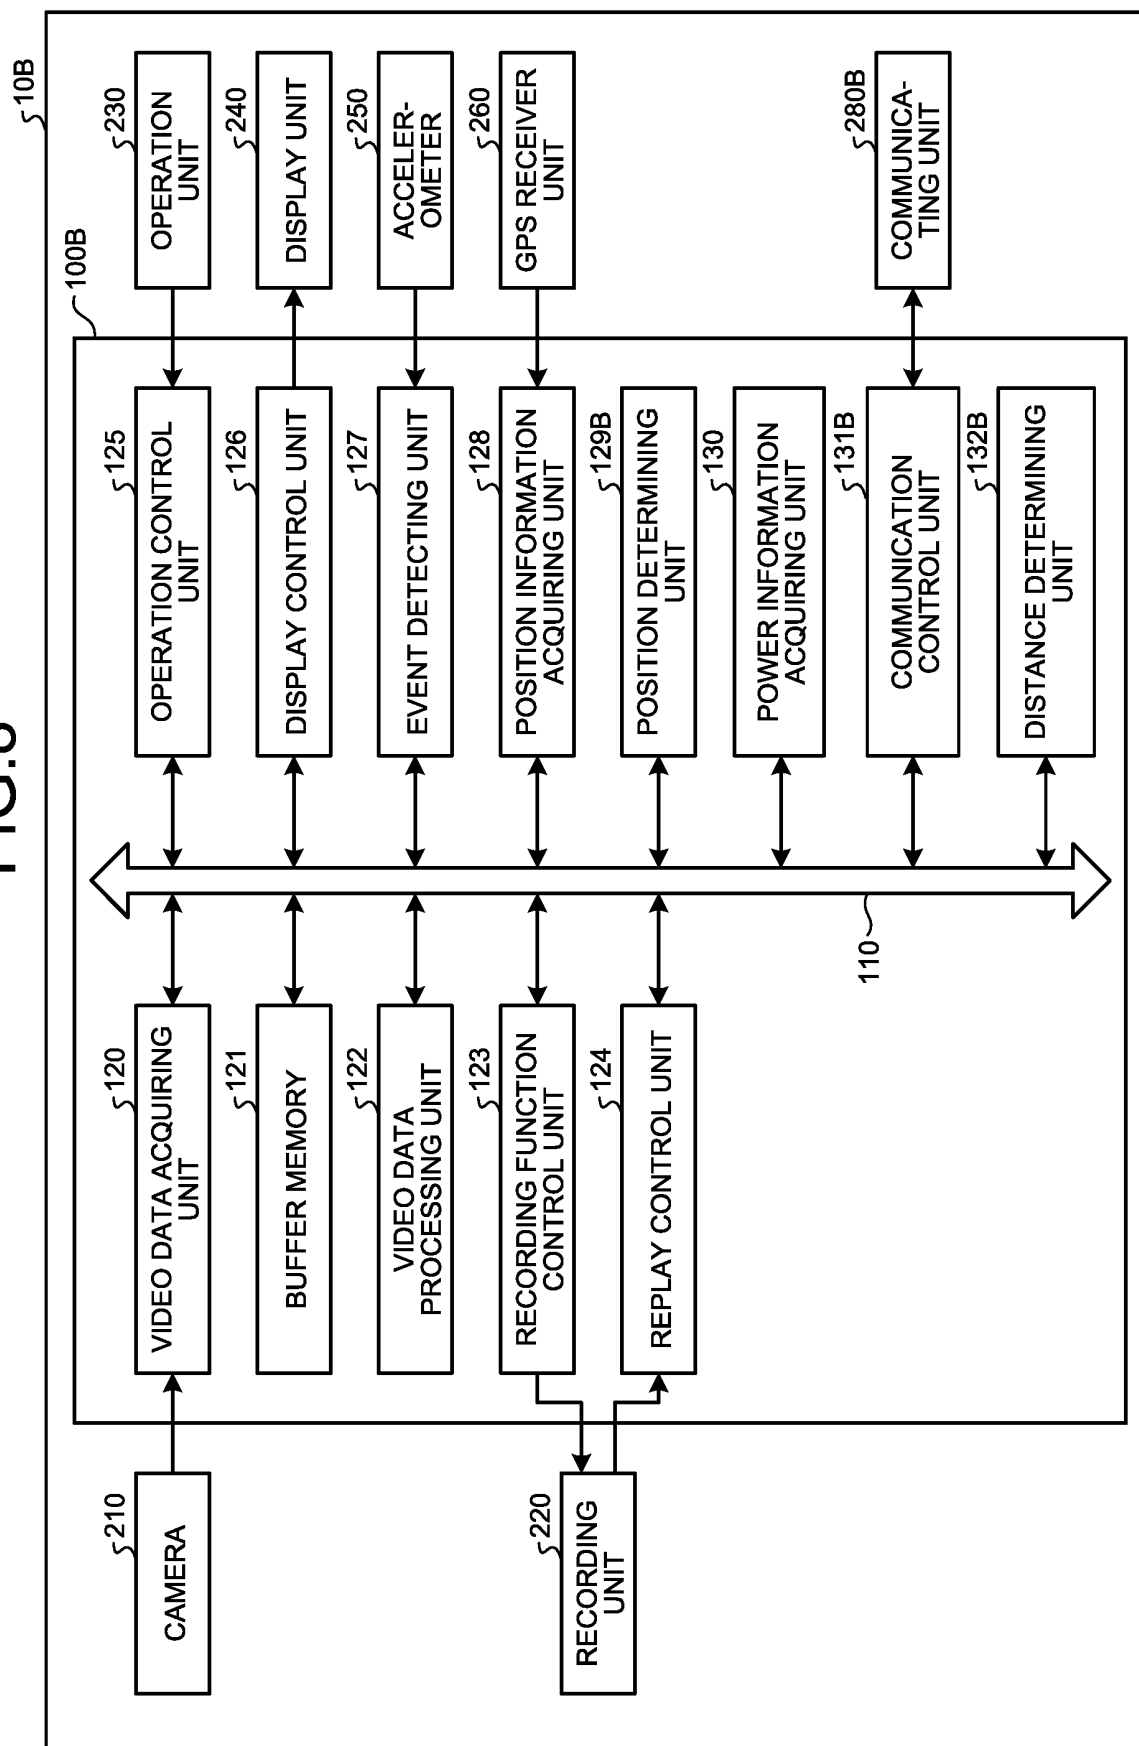 10B
100B
210
CAMERA
120
VIDEO DATA ACQUIRING
UNIT
125
OPERATION CONTROL
UNIT
230
OPERATION
UNIT
121
BUFFER MEMORY
126
DISPLAY CONTROL UNIT
240
DISPLAY UNIT
122
VIDEO DATA
PROCESSING UNIT
127
EVENT DETECTING UNIT
250
ACCELER-
OMETER
123
RECORDING FUNCTION
CONTROL UNIT
128
POSITION INFORMATION
ACQUIRING UNIT
260
GPS RECEIVER
UNIT
220
RECORDING
UNIT
124
REPLAY CONTROL UNIT
129B
POSITION DETERMINING
UNIT
130
POWER INFORMATION
ACQUIRING UNIT
110
131B
COMMUNICATION
CONTROL UNIT
280B
COMMUNICA-
TING UNIT
132B
DISTANCE DETERMINING
UNIT